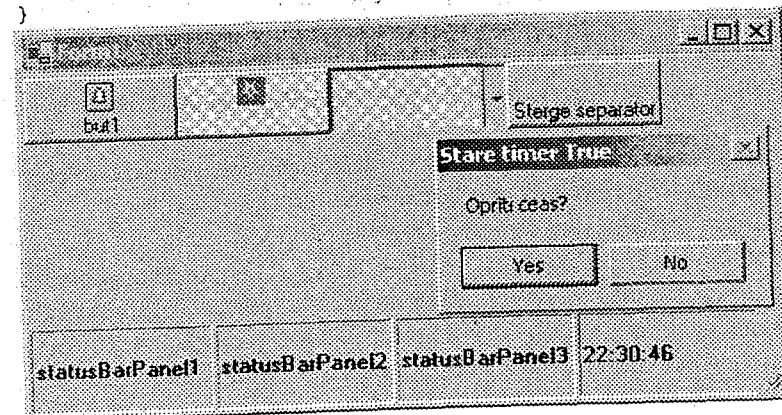 }
but1
Sterge separator
Stare timer True
Opriti ceas?
Yes No
statusBarPanel1 statusBarPanel2 statusBarPanel3 22:30:46